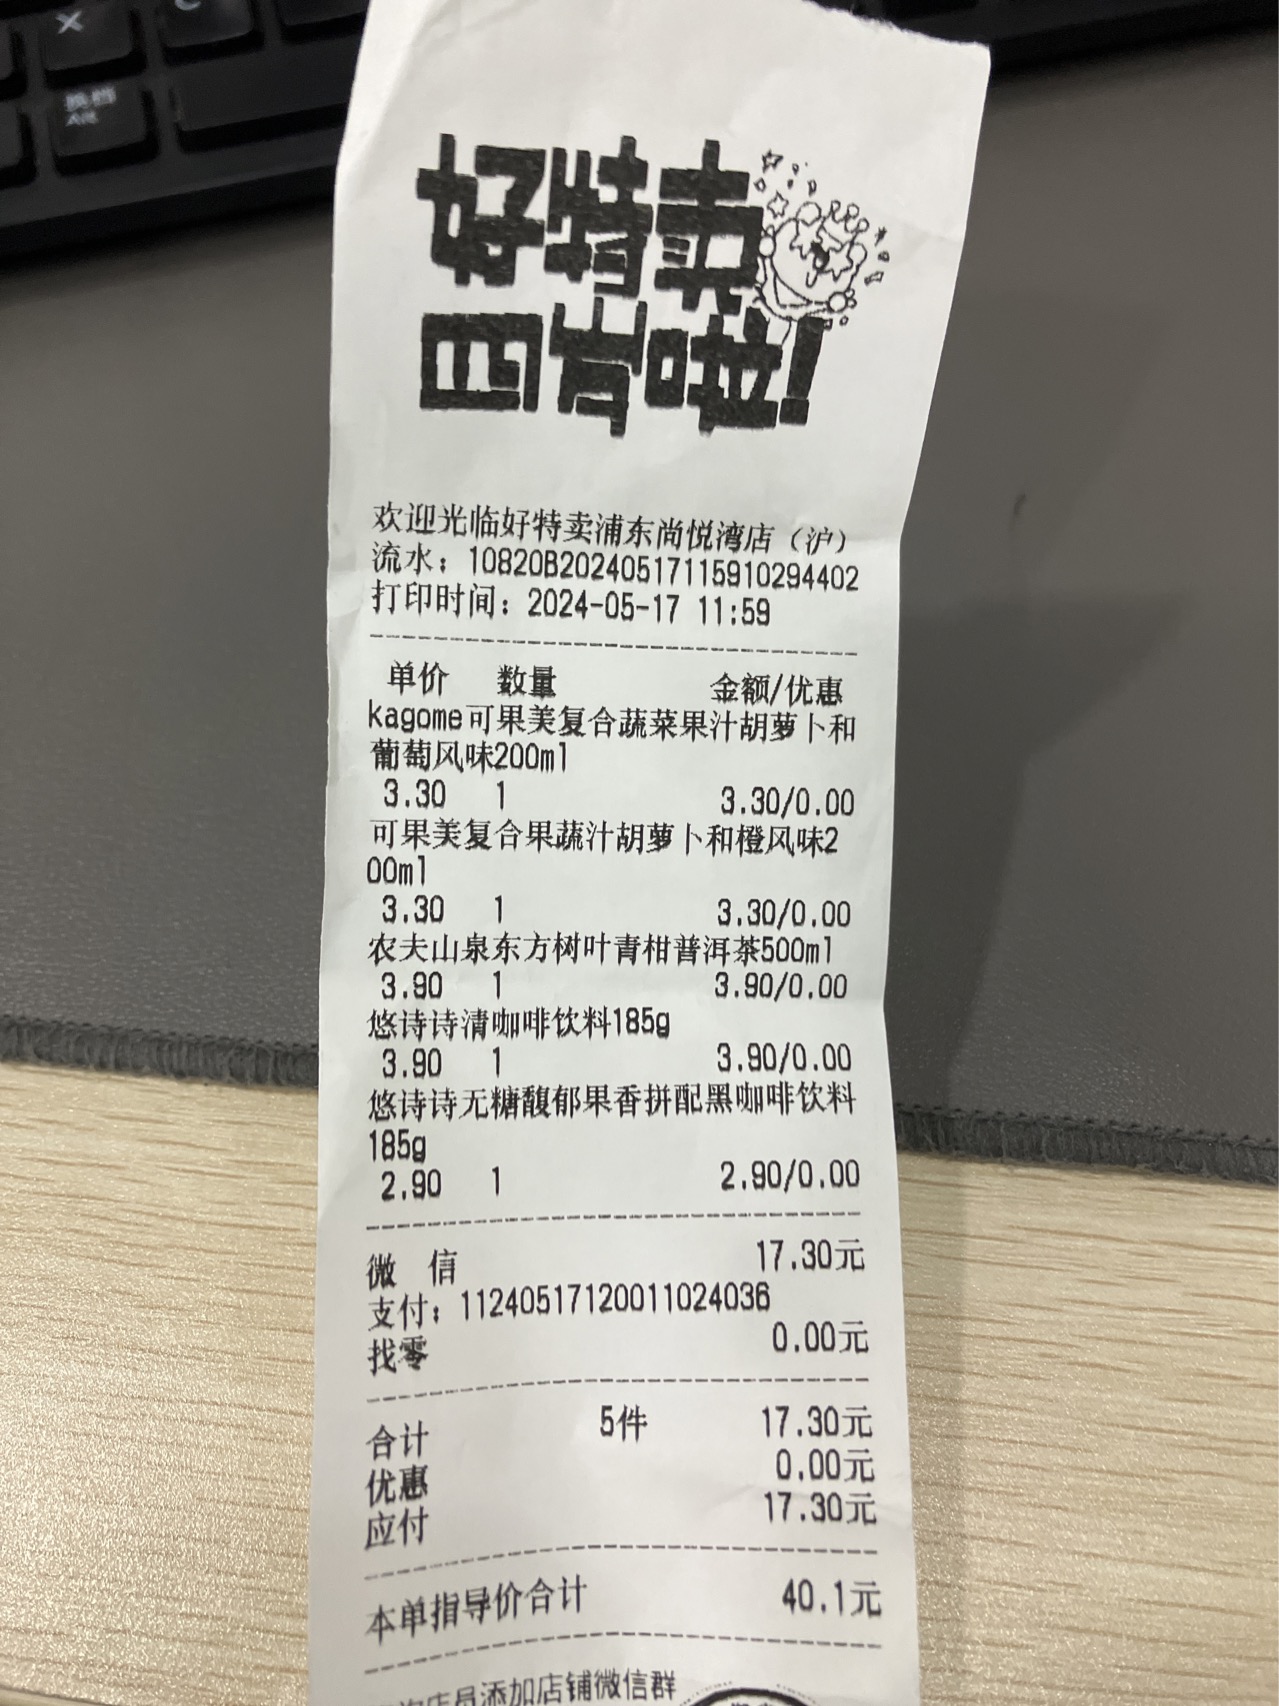 X
C
换档
好特卖
四岁啦!
欢迎光临好特卖浦东尚悦湾店（沪）
流水：10820B20240517115910294402
打印时间：2024-05-17 11:59
单价 数量 金额/优惠
kagome可果美复合蔬菜果汁胡萝卜和
葡萄风味200ml
3.30 1 3.30/0.00
可果美复合果蔬汁胡萝卜和橙风味2
00ml
3.30 1 3.30/0.00
农夫山泉东方树叶青柑普洱茶500ml
3.90 1 3.90/0.00
悠诗诗清咖啡饮料185g
3.90 1 3.90/0.00
悠诗诗无糖馥郁果香拼配黑咖啡饮料
185g
2.90 1 2.90/0.00
微 信 17.30元
支付：11240517120011024036
找零 0.00元
合计 5件 17.30元
优惠 0.00元
应付 17.30元
本单指导价合计 40.1元
店员添加店铺微信群